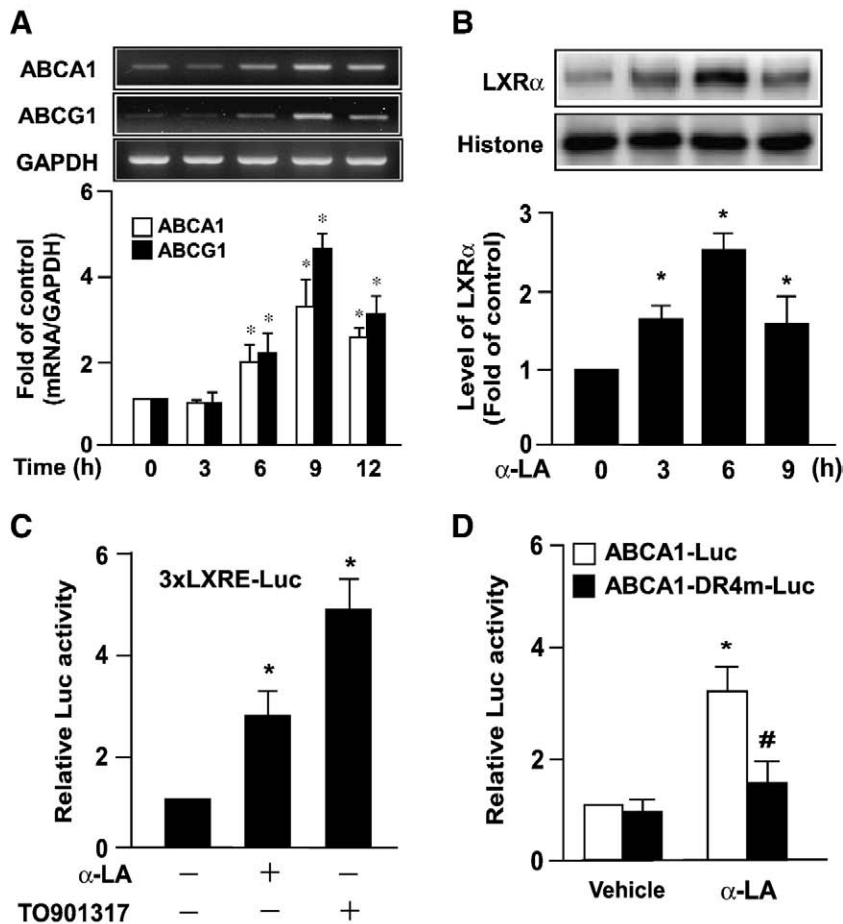 A
ABCA1
ABCG1
GAPDH
Fold of control
(mRNA/GAPDH)
6
4
2
0
ABCA1
ABCG1
* * * * * *
Time (h) 0 3 6 9 12
B
LXRα
Histone
Level of LXRα
(Fold of control)
3
2
1
0
* * *
α-LA 0 3 6 9 (h)
C
Relative Luc activity
6
4
2
0
3xLXRE-Luc
* *
α-LA − + −
TO901317 − − +
D
Relative Luc activity
6
4
2
0
ABCA1-Luc
ABCA1-DR4m-Luc
* #
Vehicle α-LA